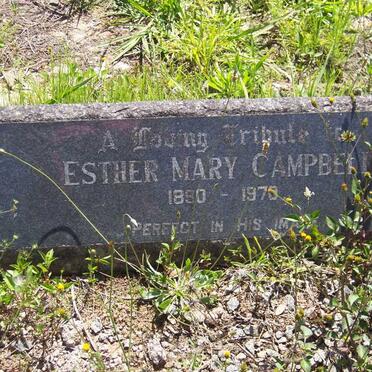 A Loving Tribute
ESTHER MARY CAMPBELL
1890 - 1970
PERFECT IN HIS